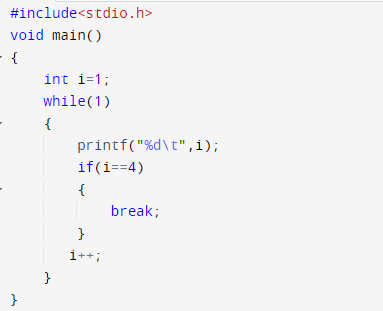 #include<stdio.h>
void main()
{
    int i=1;
    while(1)
    {
        printf("%d\t",i);
        if(i==4)
        {
            break;
        }
       i++;
    }
}